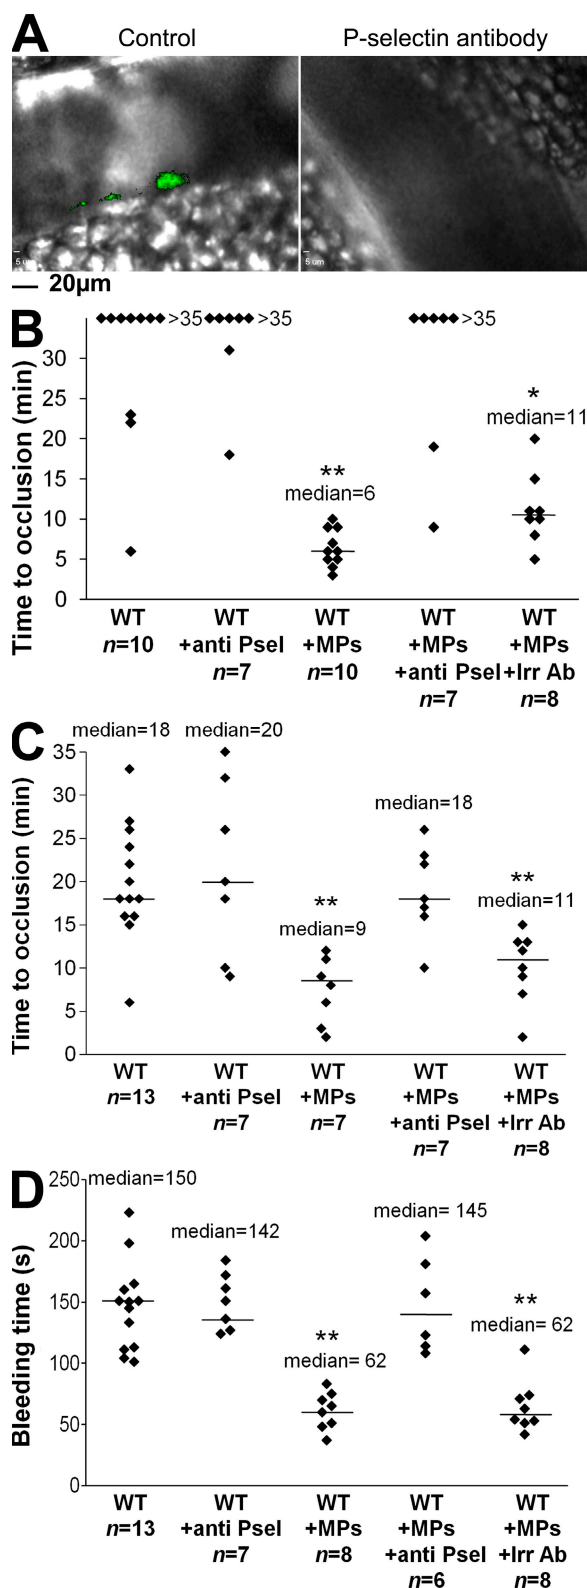 A
Control
P-selectin antibody
5 um
5 um
20µm
B
>35
>35
>35
Time to occlusion (min)
30
25
20
15
10
5
0
**
median=6
*
median=11
WT
n=10
WT
+anti Psel
n=7
WT
+MPs
n=10
WT
+MPs
+anti Psel
n=7
WT
+MPs
+Irr Ab
n=8
C
Time to occlusion (min)
35
30
25
20
15
10
5
0
median=18
median=20
**
median=9
median=18
**
median=11
WT
n=13
WT
+anti Psel
n=7
WT
+MPs
n=7
WT
+MPs
+anti Psel
n=7
WT
+MPs
+Irr Ab
n=8
D
Bleeding time (s)
250
200
150
100
50
0
median=150
median=142
**
median= 62
median= 145
**
median= 62
WT
n=13
WT
+anti Psel
n=7
WT
+MPs
n=8
WT
+MPs
+anti Psel
n=6
WT
+MPs
+Irr Ab
n=8